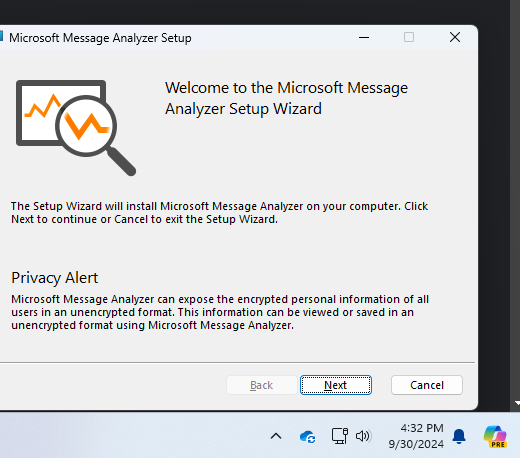 Microsoft Message Analyzer Setup
Welcome to the Microsoft Message
Analyzer Setup Wizard
The Setup Wizard will install Microsoft Message Analyzer on your computer. Click
Next to continue or Cancel to exit the Setup Wizard.
Privacy Alert
Microsoft Message Analyzer can expose the encrypted personal information of all
users in an unencrypted format. This information can be viewed or saved in an
unencrypted format using Microsoft Message Analyzer.
Back
Next
Cancel
4:32 PM
9/30/2024
PRE